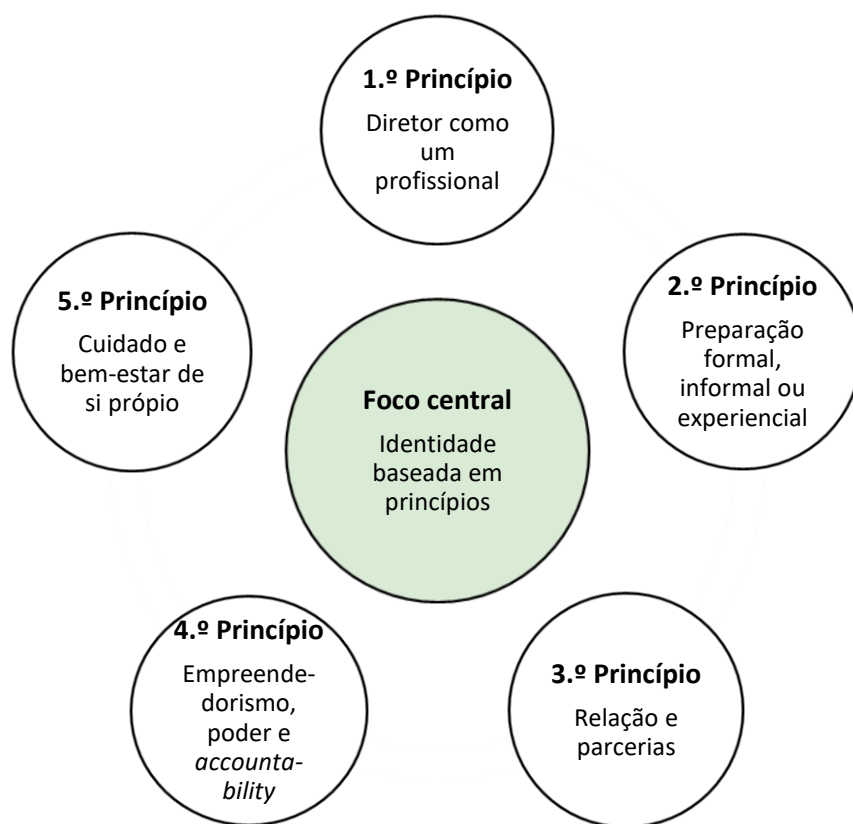 1.º Princípio
Diretor como
um
profissional
2.º Princípio
Preparação
formal,
informal ou
experiencial
3.º Princípio
Relação e
parcerias
4.º Princípio
Empreende-
dorismo,
poder e
accounta-
bility
5.º Princípio
Cuidado e
bem-estar de
si própio
Foco central
Identidade
baseada em
princípios